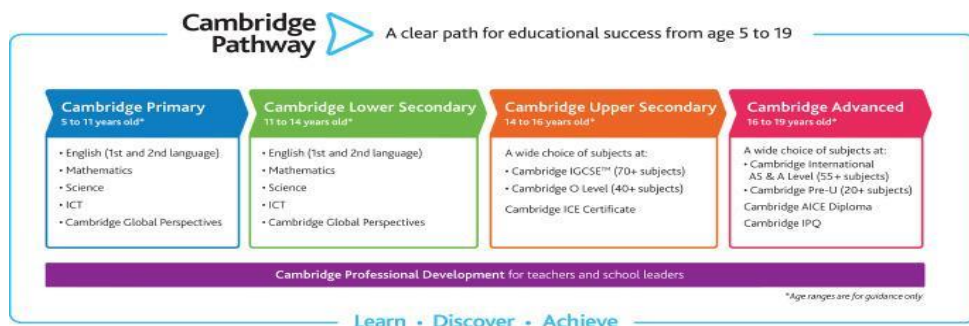 Cambridge
Pathway
A clear path for educational success from age 5 to 19
Cambridge Primary
5 to 11 years old*
• English (1st and 2nd language)
• Mathematics
• Science
• ICT
• Cambridge Global Perspectives
Cambridge Lower Secondary
11 to 14 years old*
• English (1st and 2nd language)
• Mathematics
• Science
• ICT
• Cambridge Global Perspectives
Cambridge Upper Secondary
14 to 16 years old*
A wide choice of subjects at:
• Cambridge IGCSE™ (70+ subjects)
• Cambridge O Level (40+ subjects)
Cambridge ICE Certificate
Cambridge Advanced
16 to 19 years old*
A wide choice of subjects at:
• Cambridge International
AS & A Level (55+ subjects)
• Cambridge Pre-U (20+ subjects)
Cambridge AICE Diploma
Cambridge IPQ
Cambridge Professional Development for teachers and school leaders
*Age ranges are for guidance only
Learn • Discover • Achieve